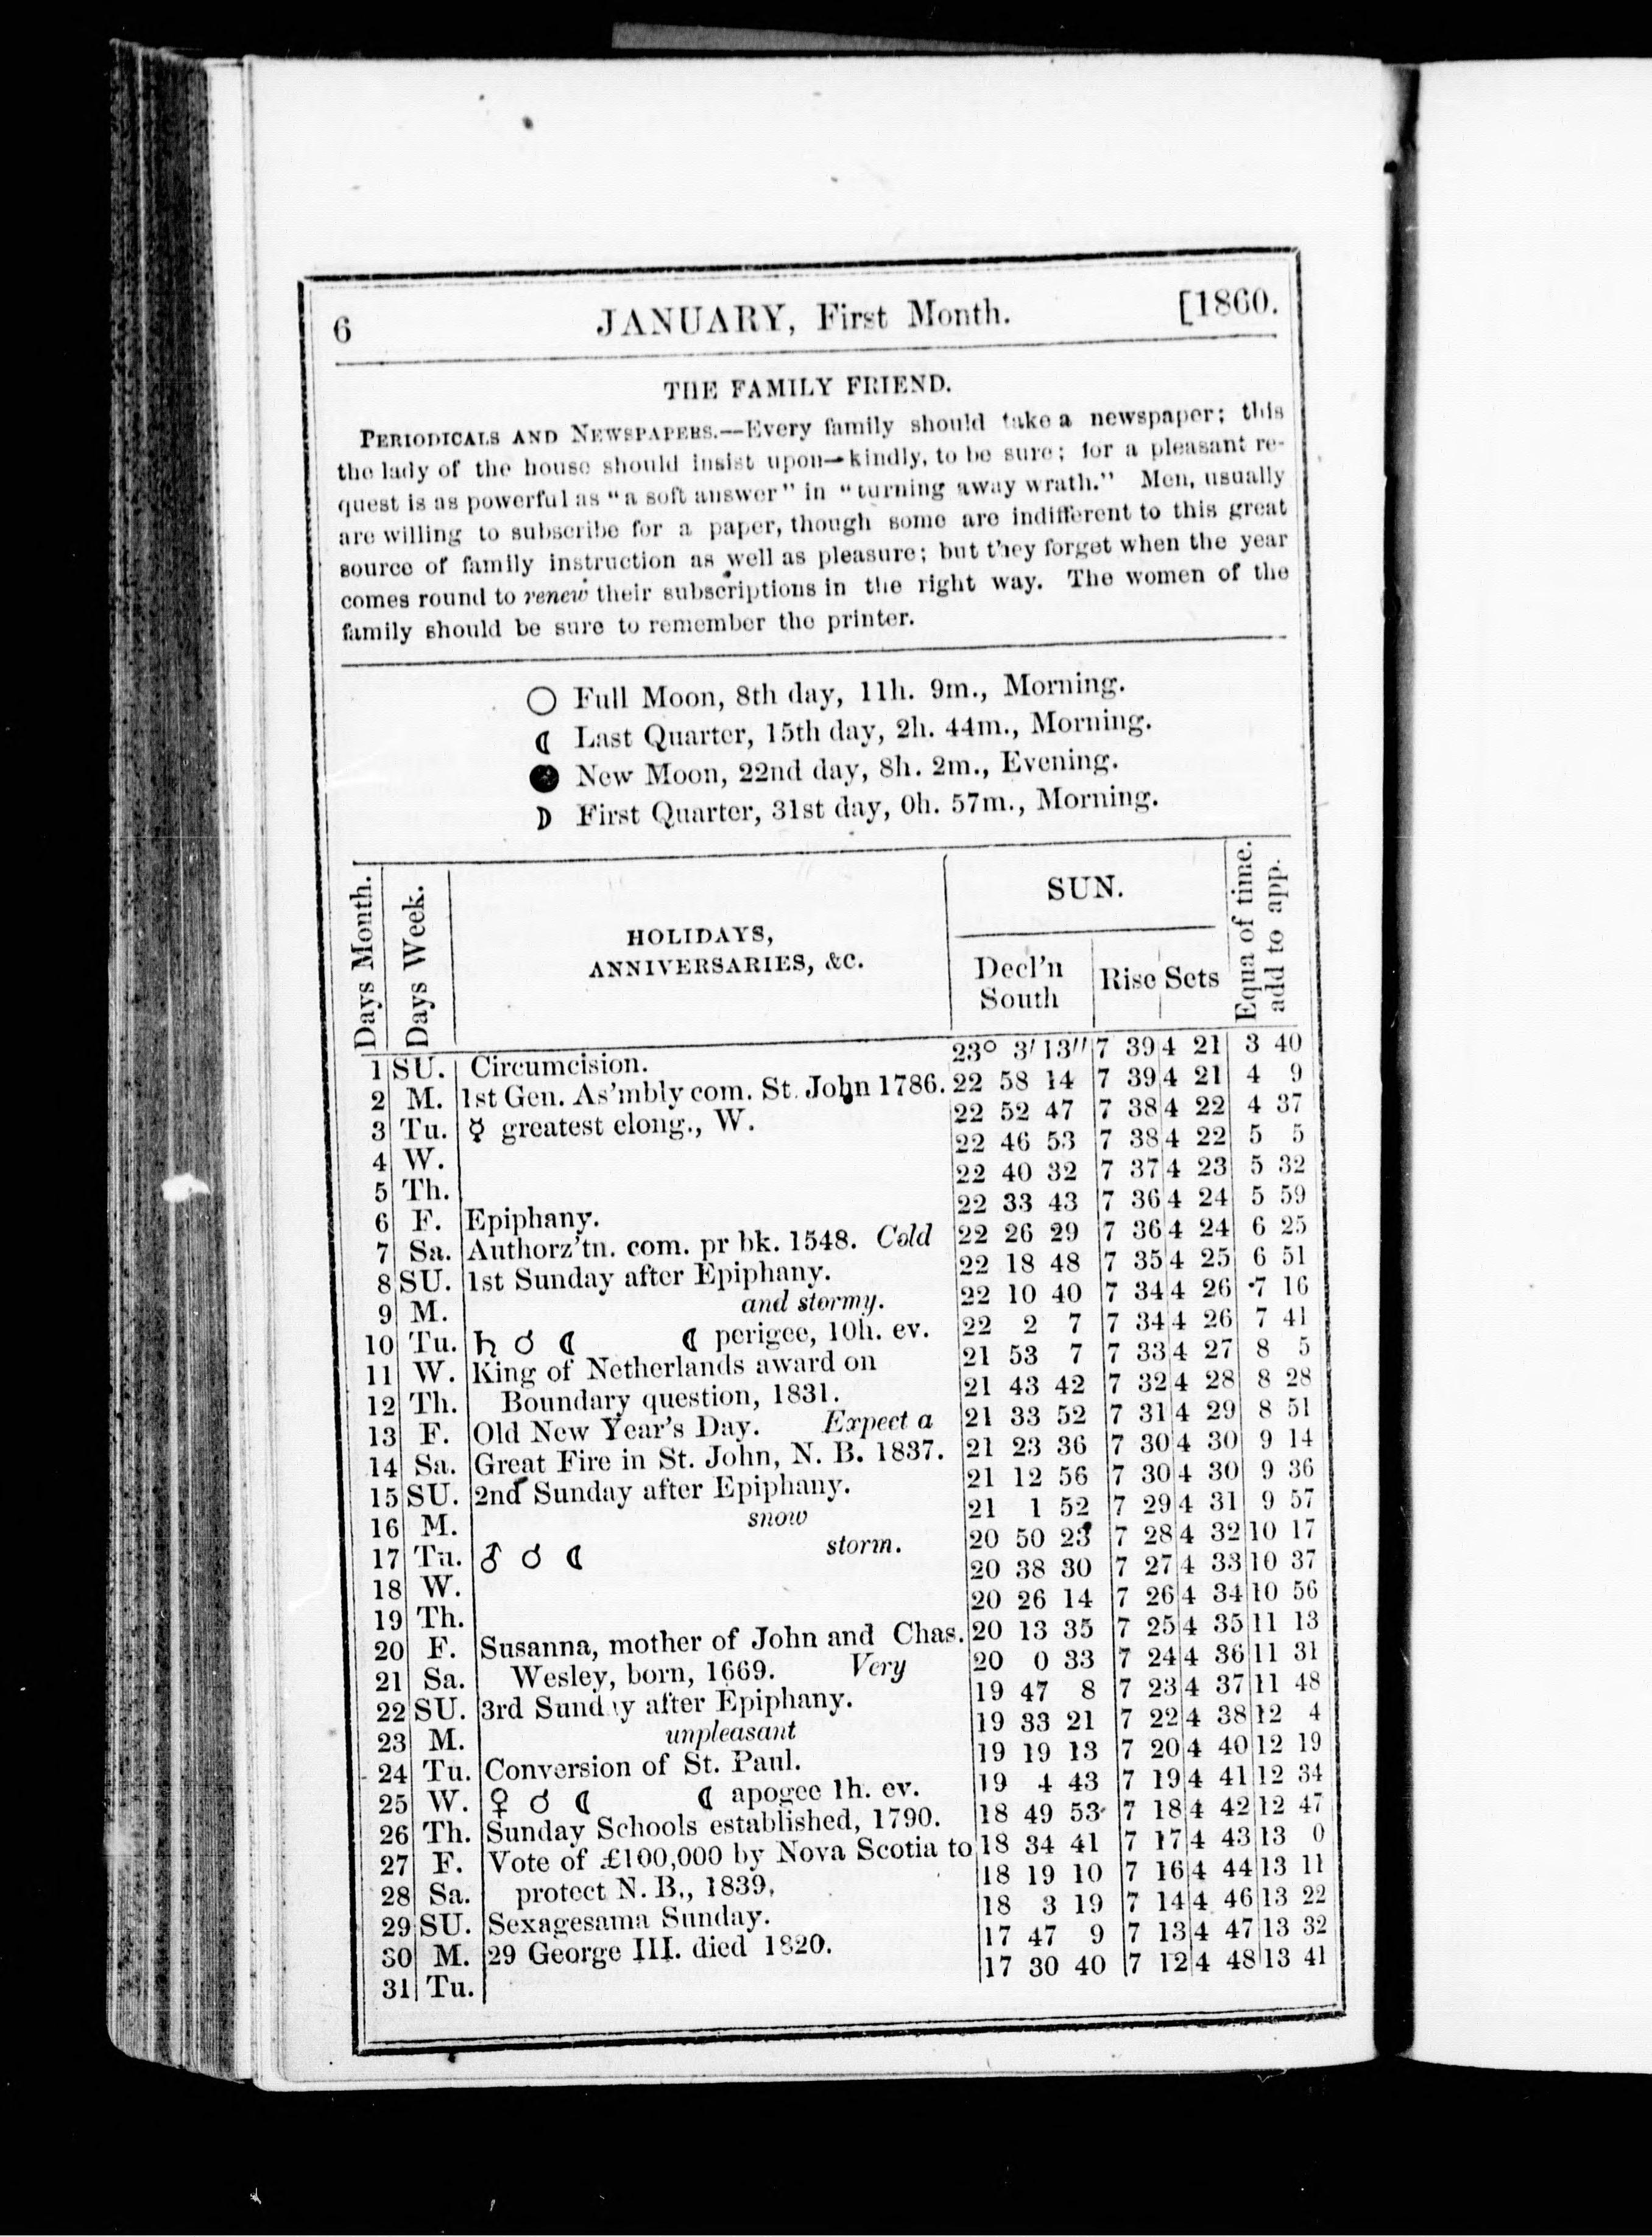 6 JANUARY, First Month. [1860.
THE FAMILY FRIEND.
PERIODICALS AND NEWSPAPERS.—Every family should take a newspaper; this
the lady of the house should insist upon—kindly, to be sure; for a pleasant re-
quest is as powerful as "a soft answer" in "turning away wrath." Men, usually
are willing to subscribe for a paper, though some are indifferent to this great
source of family instruction as well as pleasure; but they forget when the year
comes round to renew their subscriptions in the right way. The women of the
family should be sure to remember the printer.
○ Full Moon, 8th day, 11h. 9m., Morning.
☾ Last Quarter, 15th day, 2h. 44m., Morning.
● New Moon, 22nd day, 8h. 2m., Evening.
☽ First Quarter, 31st day, 0h. 57m., Morning.
Days Month. Days Week. HOLIDAYS, ANNIVERSARIES, &C. SUN. Decl'n South Rise Sets Equa of time. add to app.
1 SU. Circumcision. 23° 3' 13" 7 39 4 21 3 40
2 M. 1st Gen. As'mbly com. St. John 1786. 22 58 14 7 39 4 21 4 9
3 Tu. ☿ greatest elong., W. 22 52 47 7 38 4 22 4 37
4 W. 22 46 53 7 38 4 22 5 5
5 Th. 22 40 32 7 37 4 23 5 32
6 F. Epiphany. 22 33 43 7 36 4 24 5 59
7 Sa. Authorz'tn. com. pr bk. 1548. Cold 22 26 29 7 36 4 24 6 25
8 SU. 1st Sunday after Epiphany. 22 18 48 7 35 4 25 6 51
9 M. and stormy. 22 10 40 7 34 4 26 7 16
10 Tu. ♄ ☌ ☾ ☾ perigee, 10h. ev. 22 2 7 7 34 4 26 7 41
11 W. King of Netherlands award on 21 53 7 7 33 4 27 8 5
12 Th. Boundary question, 1831. 21 43 42 7 32 4 28 8 28
13 F. Old New Year's Day. Expect a 21 33 52 7 31 4 29 8 51
14 Sa. Great Fire in St. John, N. B. 1837. 21 23 36 7 30 4 30 9 14
15 SU. 2nd Sunday after Epiphany. 21 12 56 7 30 4 30 9 36
16 M. snow 21 1 52 7 29 4 31 9 57
17 Tu. ♂ ☌ ☾ storm. 20 50 23 7 28 4 32 10 17
18 W. 20 38 30 7 27 4 33 10 37
19 Th. 20 26 14 7 26 4 34 10 56
20 F. Susanna, mother of John and Chas. 20 13 35 7 25 4 35 11 13
21 Sa. Wesley, born, 1669. Very 20 0 33 7 24 4 36 11 31
22 SU. 3rd Sunday after Epiphany. 19 47 8 7 23 4 37 11 48
23 M. unpleasant 19 33 21 7 22 4 38 12 4
24 Tu. Conversion of St. Paul. 19 19 13 7 20 4 40 12 19
25 W. ♀ ☌ ☾ ☾ apogee 1h. ev. 19 4 43 7 19 4 41 12 34
26 Th. Sunday Schools established, 1790. 18 49 53 7 18 4 42 12 47
27 F. Vote of £100,000 by Nova Scotia to 18 34 41 7 17 4 43 13 0
28 Sa. protect N. B., 1839, 18 19 10 7 16 4 44 13 11
29 SU. Sexagesama Sunday. 18 3 19 7 14 4 46 13 22
30 M. 29 George III. died 1820. 17 47 9 7 13 4 47 13 32
31 Tu. 17 30 40 7 12 4 48 13 41